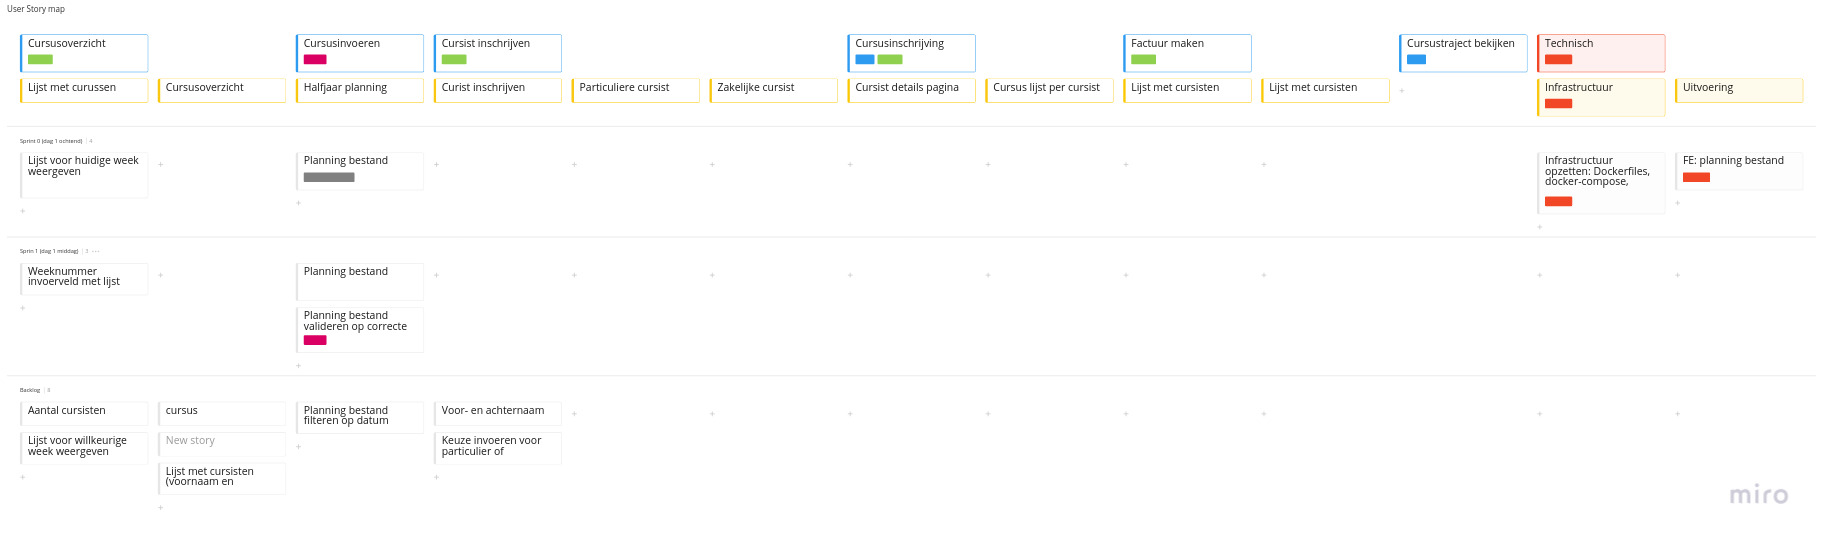 User Story map
Cursusoverzicht
Cursusinvoeren
Cursist inschrijven
Cursusinschrijving
Factuur maken
Cursustraject bekijken
Technisch
Lijst met curussen
Cursusoverzicht
Halfjaar planning
Curist inschrijven
Particuliere cursist
Zakelijke cursist
Cursist details pagina
Cursus lijst per cursist
Lijst met cursisten
Lijst met cursisten
Infrastructuur
Uitvoering
Sprint 0 (dag 1 ochtend) 4
Lijst voor huidige week
weergeven
Planning bestand
Infrastructuur
opzetten: Dockerfiles,
docker-compose,
FE: planning bestand
Sprin 1 (dag 1 middag) 3
Weeknummer
invoerveld met lijst
Planning bestand
Planning bestand
valideren op correcte
Backlog 8
Aantal cursisten
cursus
Planning bestand
filteren op datum
Voor- en achternaam
Lijst voor willkeurige
week weergeven
New story
Keuze invoeren voor
particulier of
Lijst met cursisten
(voornaam en
miro